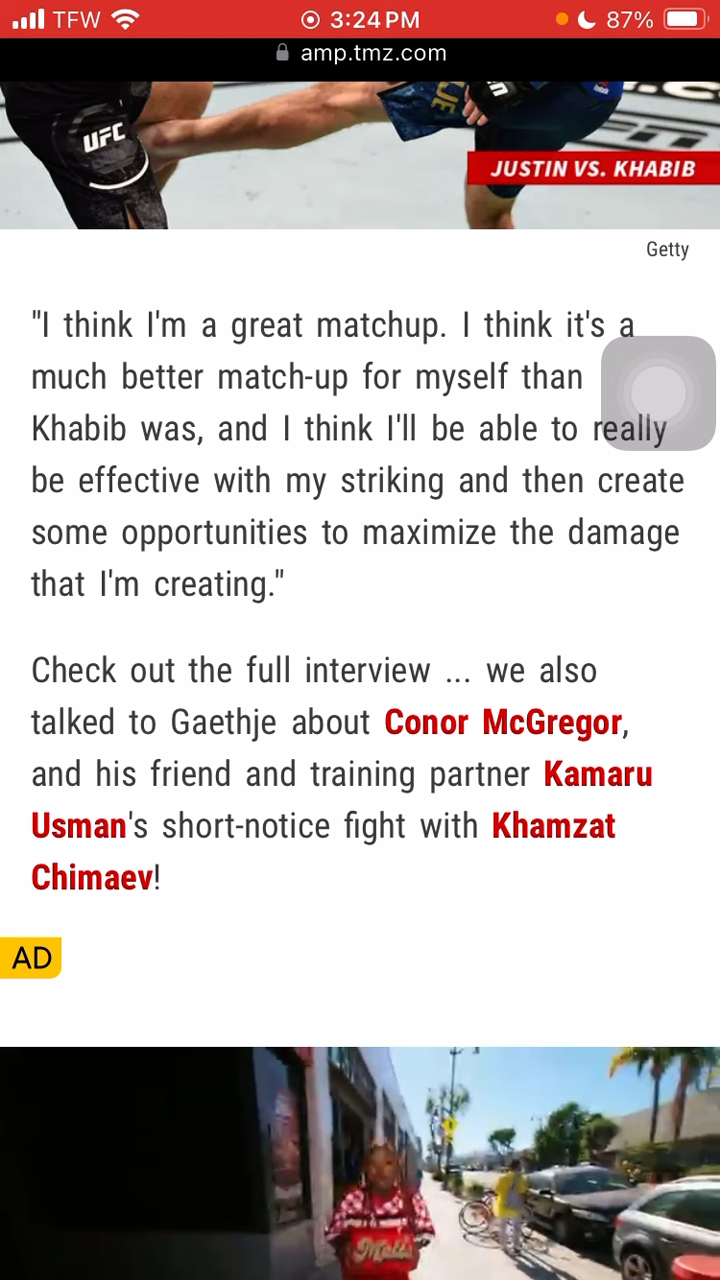 TFW 3:24 PM 87%
amp.tmz.com
UFC
JUSTIN VS. KHABIB
Getty
"I think I'm a great matchup. I think it's a
much better match-up for myself than
Khabib was, and I think I'll be able to really
be effective with my striking and then create
some opportunities to maximize the damage
that I'm creating."
Check out the full interview ... we also
talked to Gaethje about Conor McGregor,
and his friend and training partner Kamaru
Usman's short-notice fight with Khamzat
Chimaev!
AD